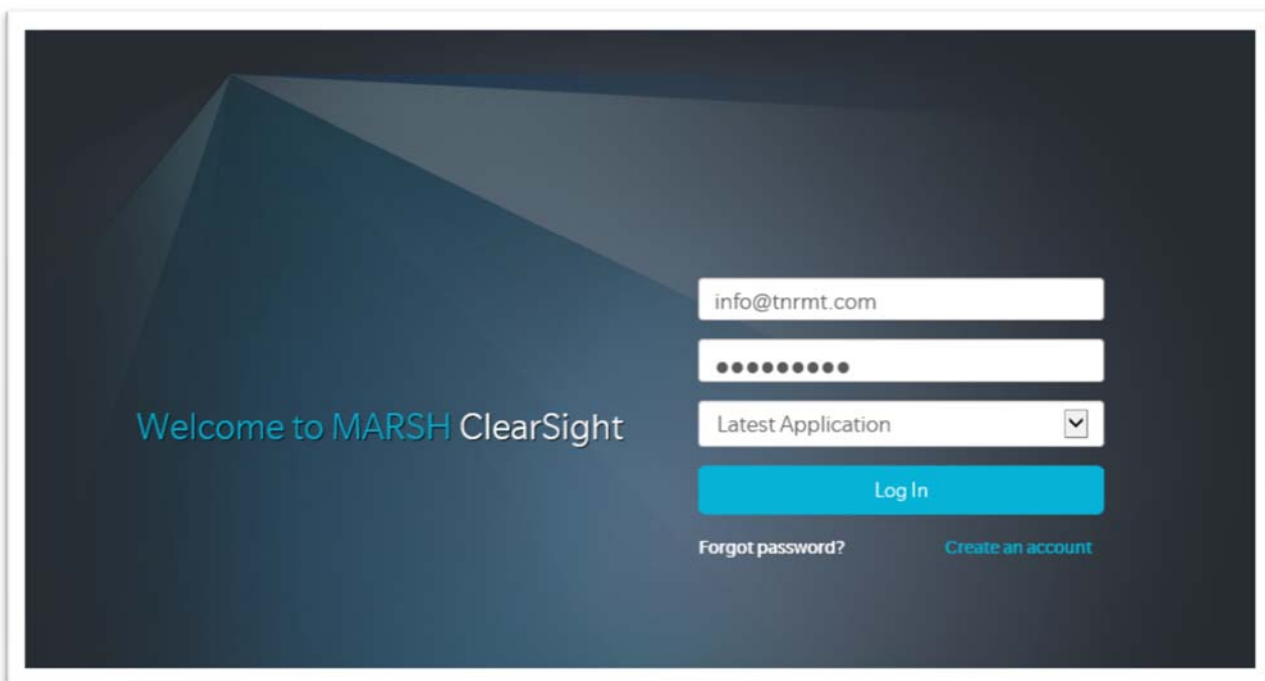 info@tnrmt.com
●●●●●●●●●
Welcome to MARSH ClearSight
Latest Application
Log In
Forgot password?
Create an account